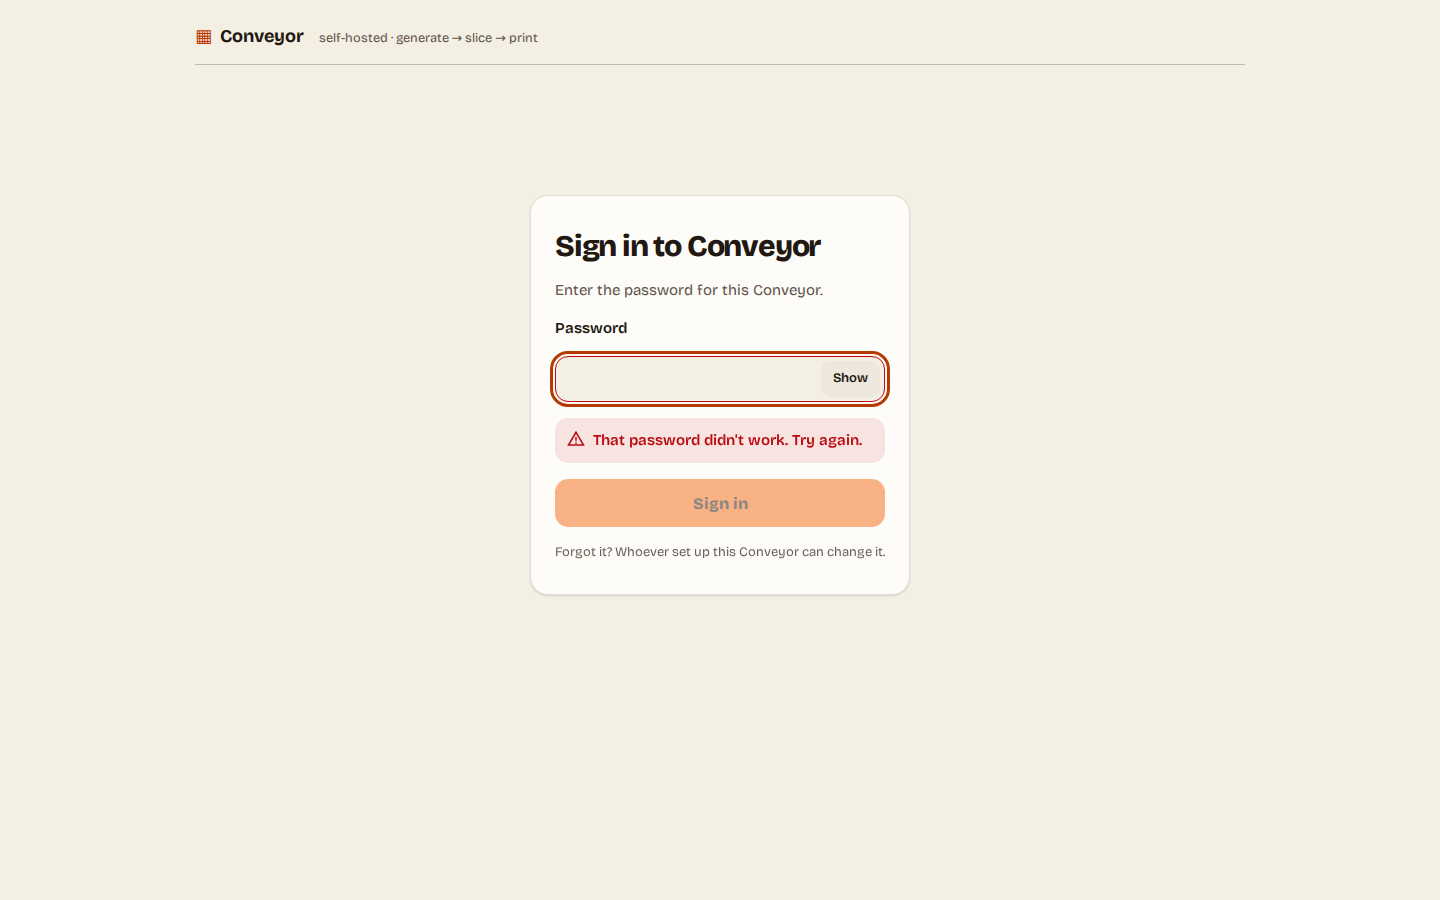 Conveyor self-hosted · generate → slice → print
Sign in to Conveyor
Enter the password for this Conveyor.
Password
Show
That password didn't work. Try again.
Sign in
Forgot it? Whoever set up this Conveyor can change it.